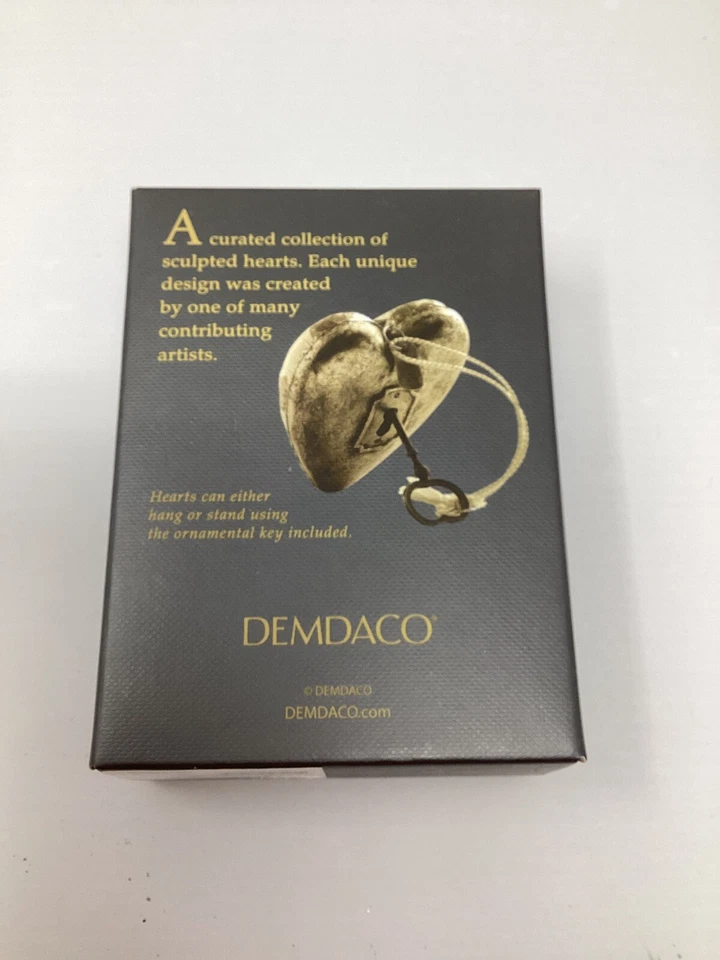 A curated collection of
sculpted hearts. Each unique
design was created
by one of many
contributing
artists.
Hearts can either
hang or stand using
the ornamental key included.
DEMDACO®
© DEMDACO
DEMDACO.com